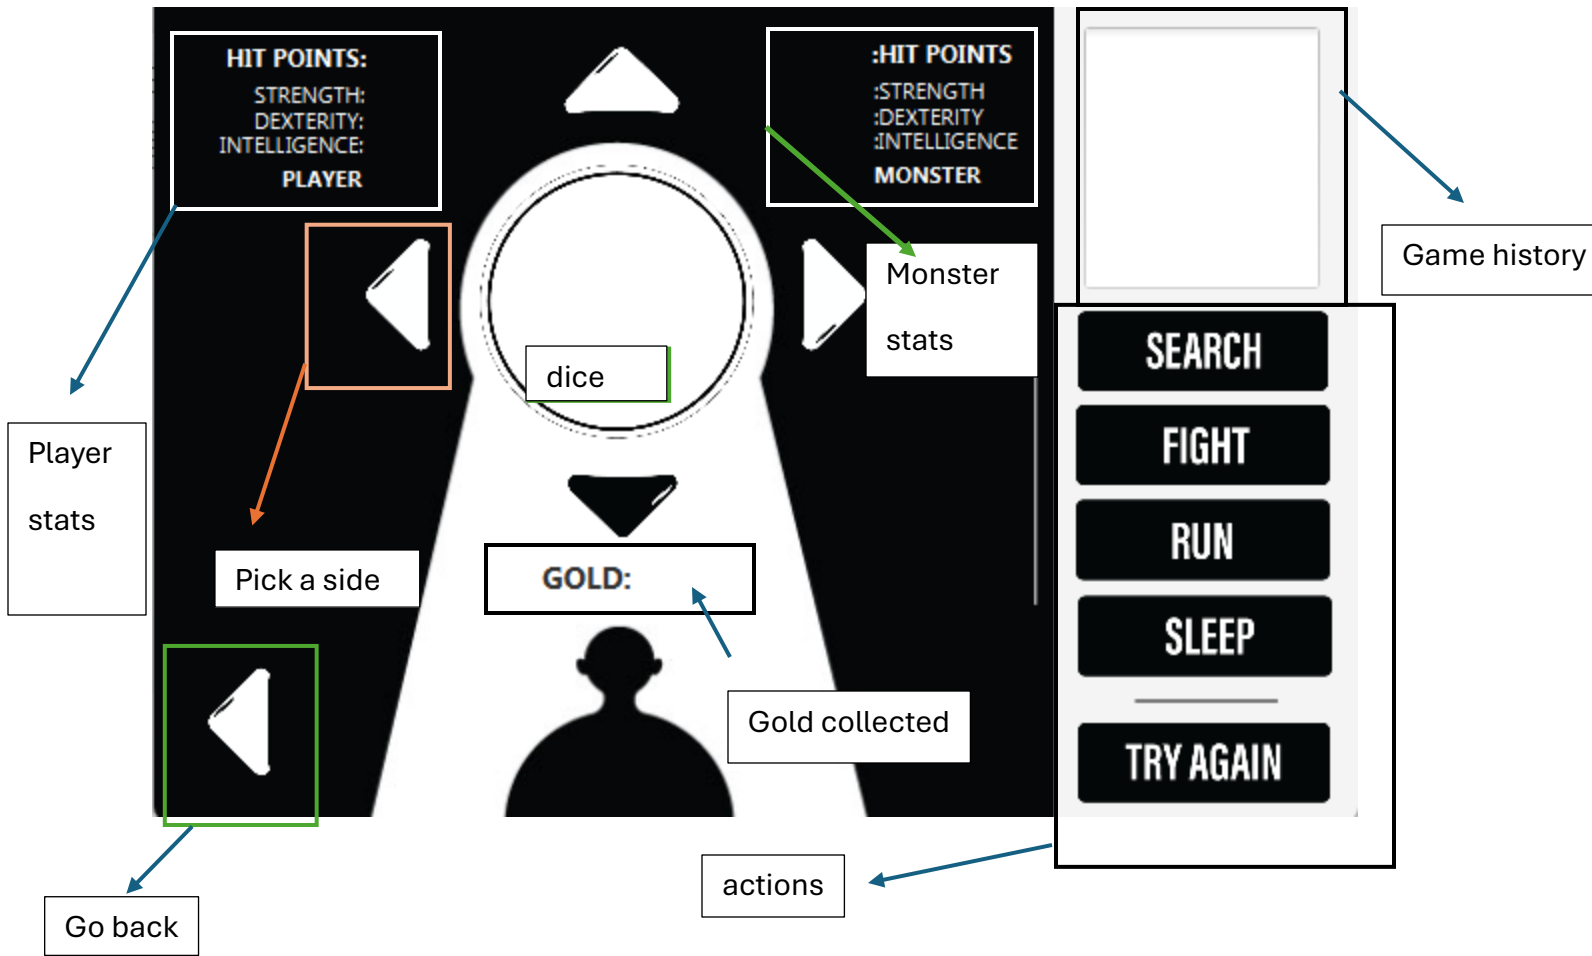 HIT POINTS:
STRENGTH:
DEXTERITY:
INTELLIGENCE:
PLAYER
:HIT POINTS
:STRENGTH
:DEXTERITY
:INTELLIGENCE
MONSTER
Monster
stats
Game history
dice
Player
stats
Pick a side
GOLD:
Gold collected
SEARCH
FIGHT
RUN
SLEEP
TRY AGAIN
actions
Go back